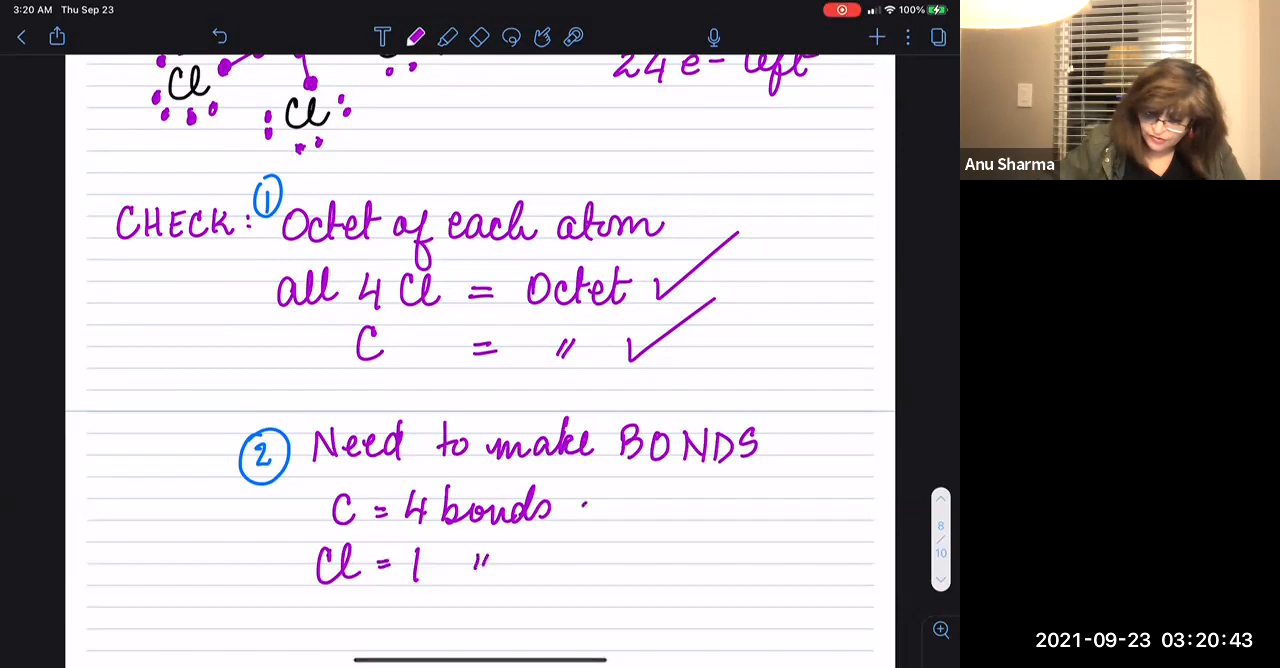 3:20 AM Thu Sep 23
100%
24 e- left
Cl
Cl
CHECK: ① Octet of each atom
all 4 Cl = Octet ✓
C = 〃 ✓
② Need to make BONDS
C = 4 bonds
Cl = 1 〃
8
/
10
Anu Sharma
2021-09-23 03:20:43